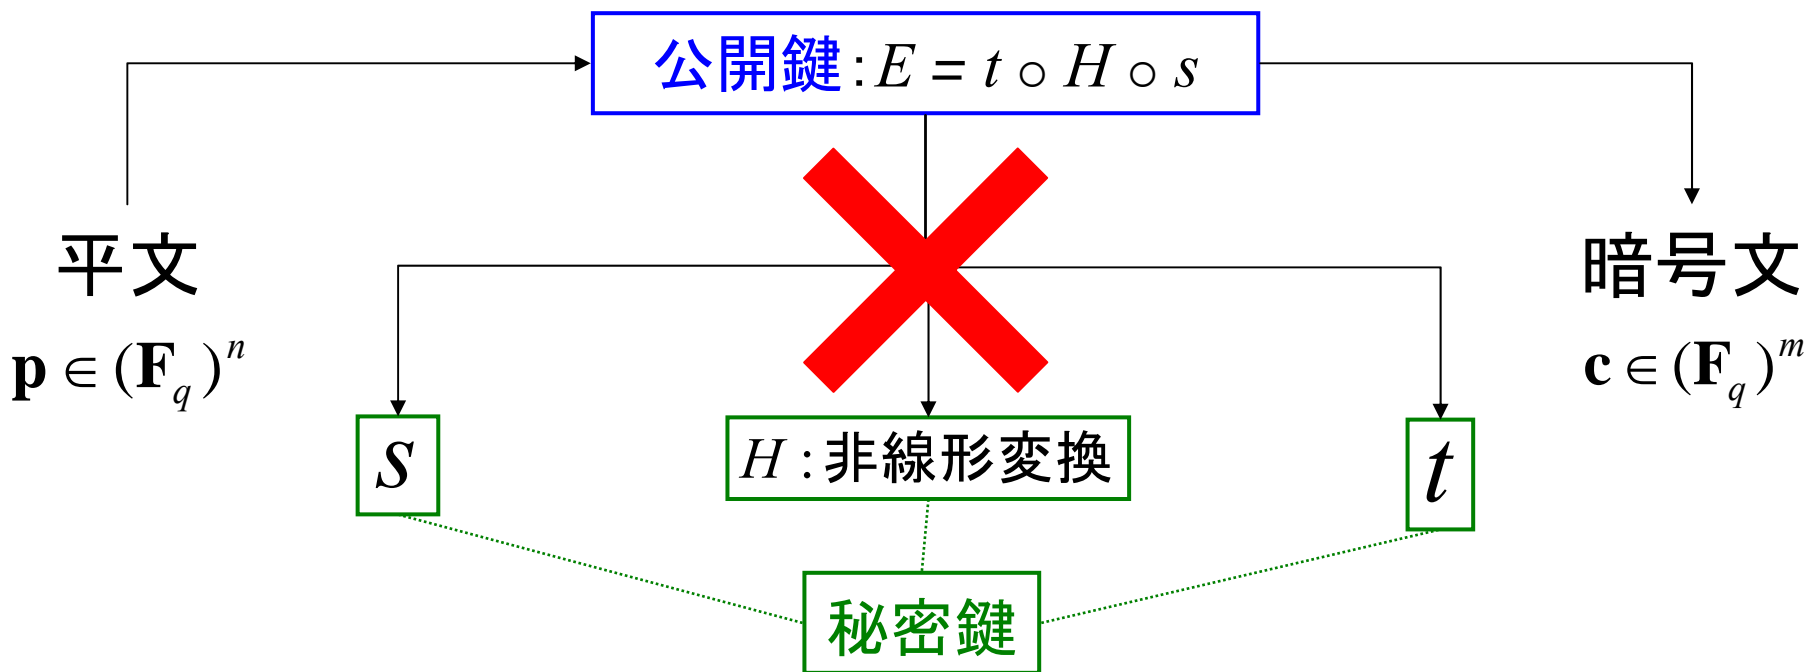 公開鍵:E = t ○ H ○ s
平文
暗号文
p ∈ (F_q)^n
c ∈ (F_q)^m
s
H : 非線形変換
t
秘密鍵